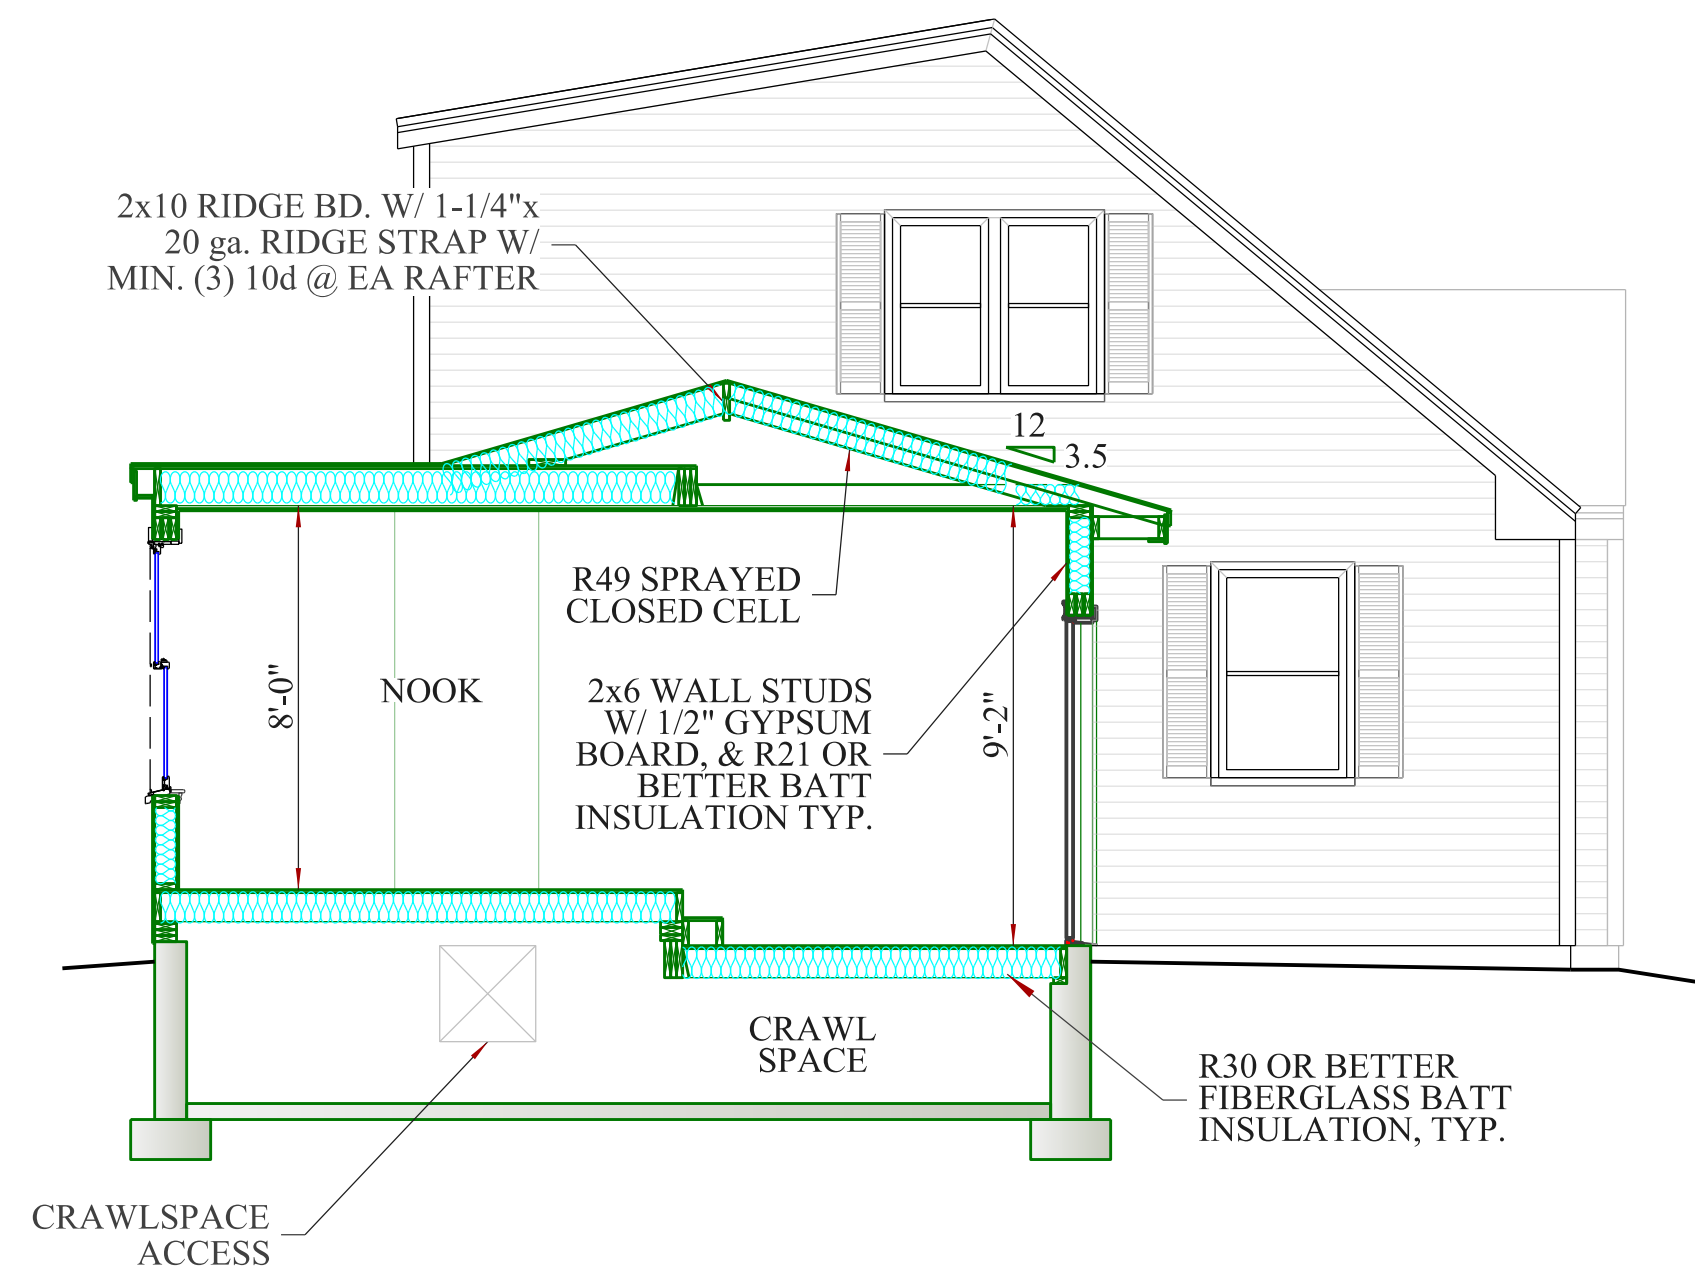 2x10 RIDGE BD. W/ 1-1/4"x
20 ga. RIDGE STRAP W/
MIN. (3) 10d @ EA RAFTER
12
3.5
R49 SPRAYED
CLOSED CELL
8'-0"
NOOK
2x6 WALL STUDS
W/ 1/2" GYPSUM
BOARD, & R21 OR
BETTER BATT
INSULATION TYP.
9'-2"
CRAWL
SPACE
R30 OR BETTER
FIBERGLASS BATT
INSULATION, TYP.
CRAWLSPACE
ACCESS